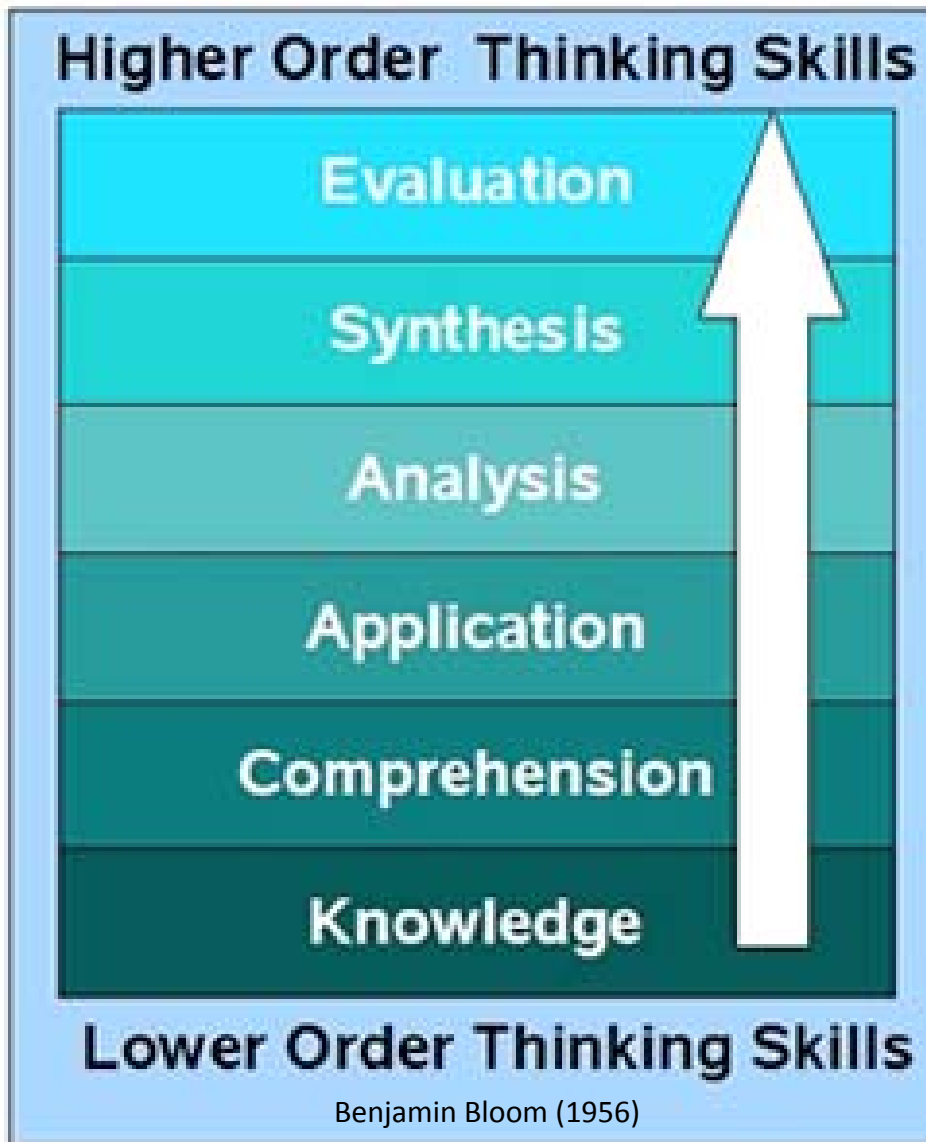 Higher Order Thinking Skills
Evaluation
Synthesis
Analysis
Application
Comprehension
Knowledge
Lower Order Thinking Skills
Benjamin Bloom (1956)